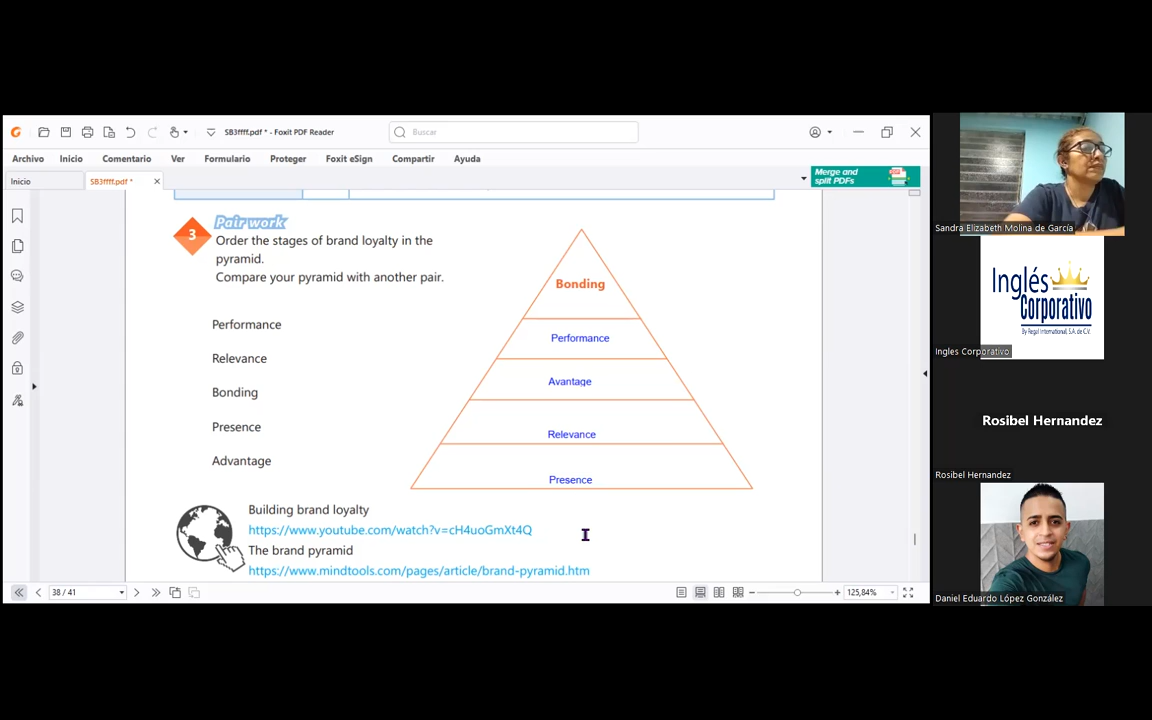 SB3ffff.pdf * - Foxit PDF Reader
Buscar
Archivo
Inicio
Comentario
Ver
Formulario
Proteger
Foxit eSign
Compartir
Ayuda
Merge and
split PDFs
Inicio
SB3ffff.pdf *
3
Pair work
Order the stages of brand loyalty in the
pyramid.
Compare your pyramid with another pair.
Performance
Relevance
Bonding
Presence
Advantage
Bonding
Performance
Avantage
Relevance
Presence
Building brand loyalty
https://www.youtube.com/watch?v=cH4uoGmXt4Q
The brand pyramid
https://www.mindtools.com/pages/article/brand-pyramid.htm
38 / 41
125,84%
Sandra Elizabeth Molina de García
Inglés
Corporativo
By Regal International, S.A. de C.V.
Ingles Corporativo
Rosibel Hernandez
Rosibel Hernandez
Daniel Eduardo López González